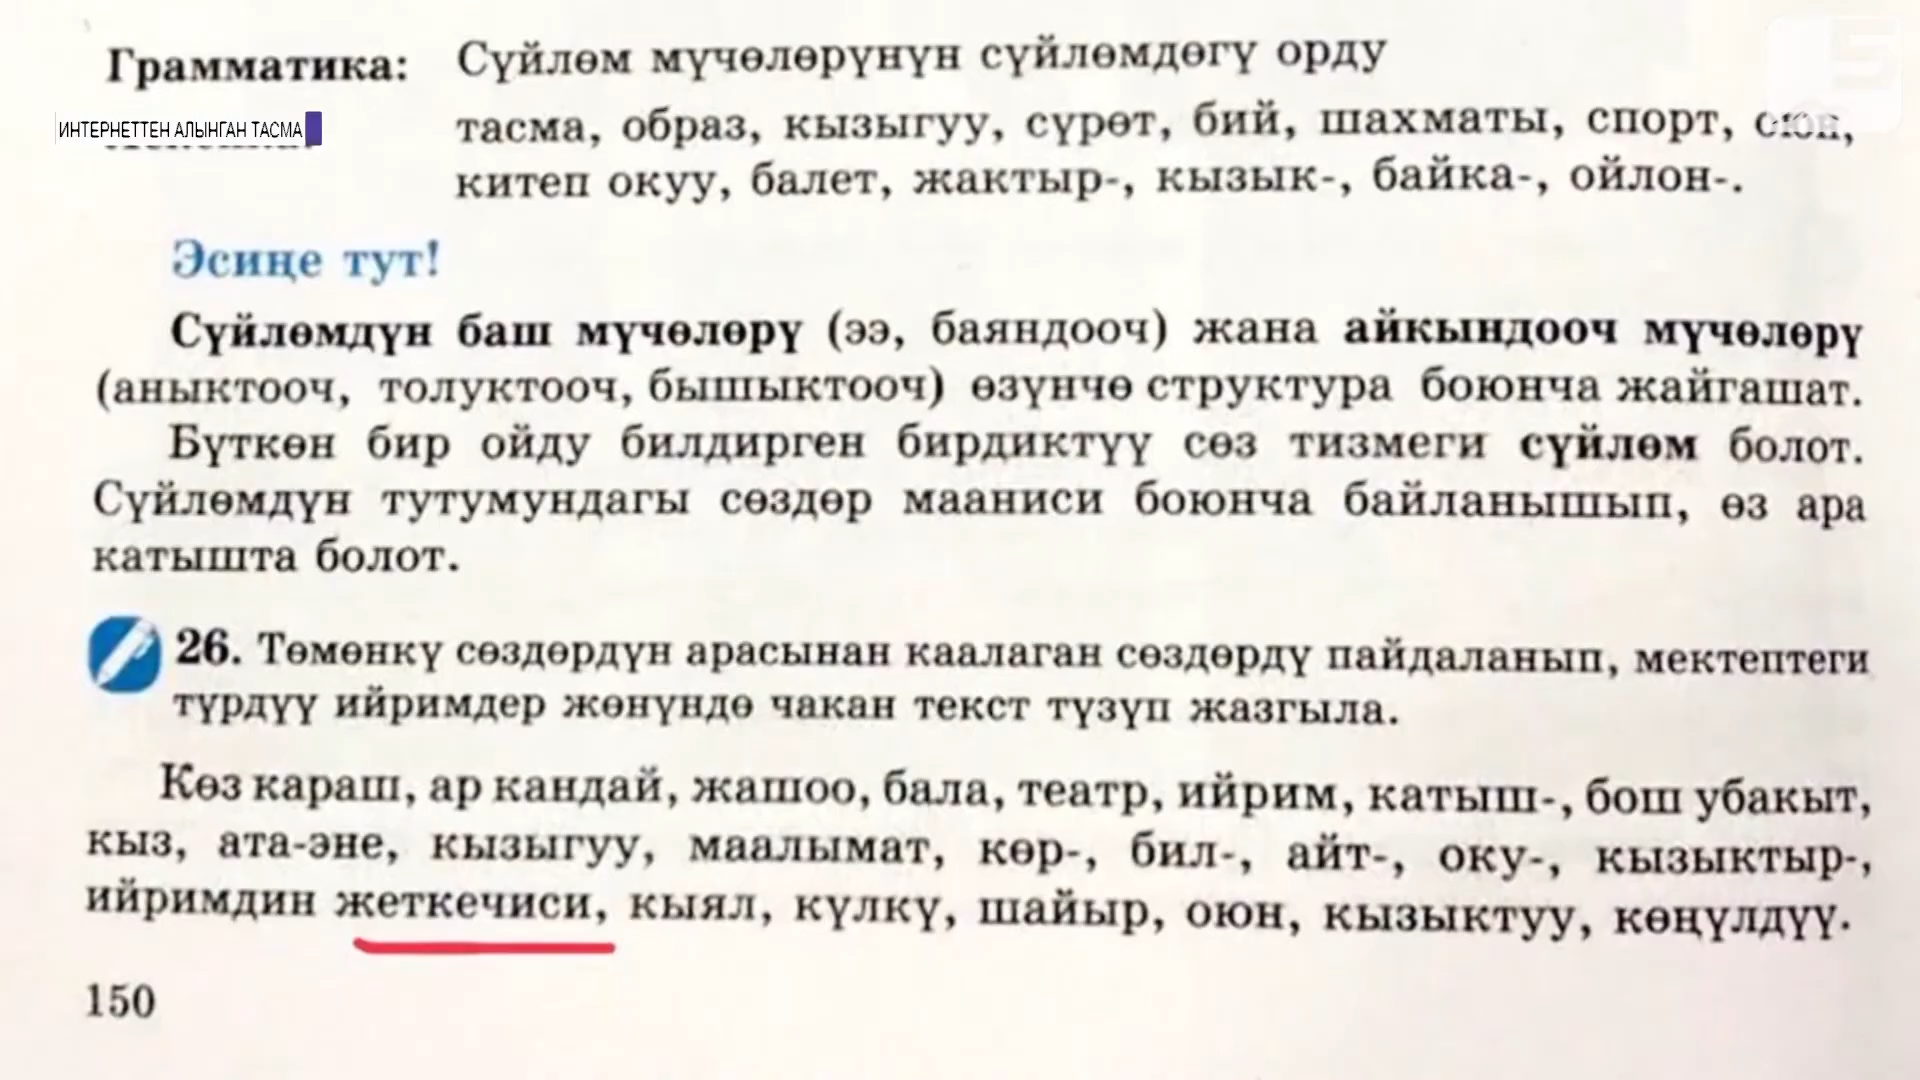 Грамматика: Сүйлөм мүчөлөрүнүн сүйлөмдөгү орду
ИНТЕРНЕТТЕН АЛЫНГАН ТАСМА
тасма, образ, кызыгуу, сүрөт, бий, шахматы, спорт, оюн,
китеп окуу, балет, жактыр-, кызык-, байка-, ойлон-.
Эсиңе тут!
Сүйлөмдүн баш мүчөлөрү (ээ, баяндооч) жана айкындооч мүчөлөрү
(аныктооч, толуктооч, бышыктооч) өзүнчө структура боюнча жайгашат.
Бүткөн бир ойду билдирген бирдиктүү сөз тизмеги сүйлөм болот.
Сүйлөмдүн тутумундагы сөздөр мааниси боюнча байланышып, өз ара
катышта болот.
26. Төмөнкү сөздөрдүн арасынан каалаган сөздөрдү пайдаланып, мектептеги
түрдүү ийримдер жөнүндө чакан текст түзүп жазгыла.
Көз караш, ар кандай, жашоо, бала, театр, ийрим, катыш-, бош убакыт,
кыз, ата-эне, кызыгуу, маалымат, көр-, бил-, айт-, оку-, кызыктыр-,
ийримдин жеткечиси, кыял, күлкү, шайыр, оюн, кызыктуу, көңүлдүү.
150